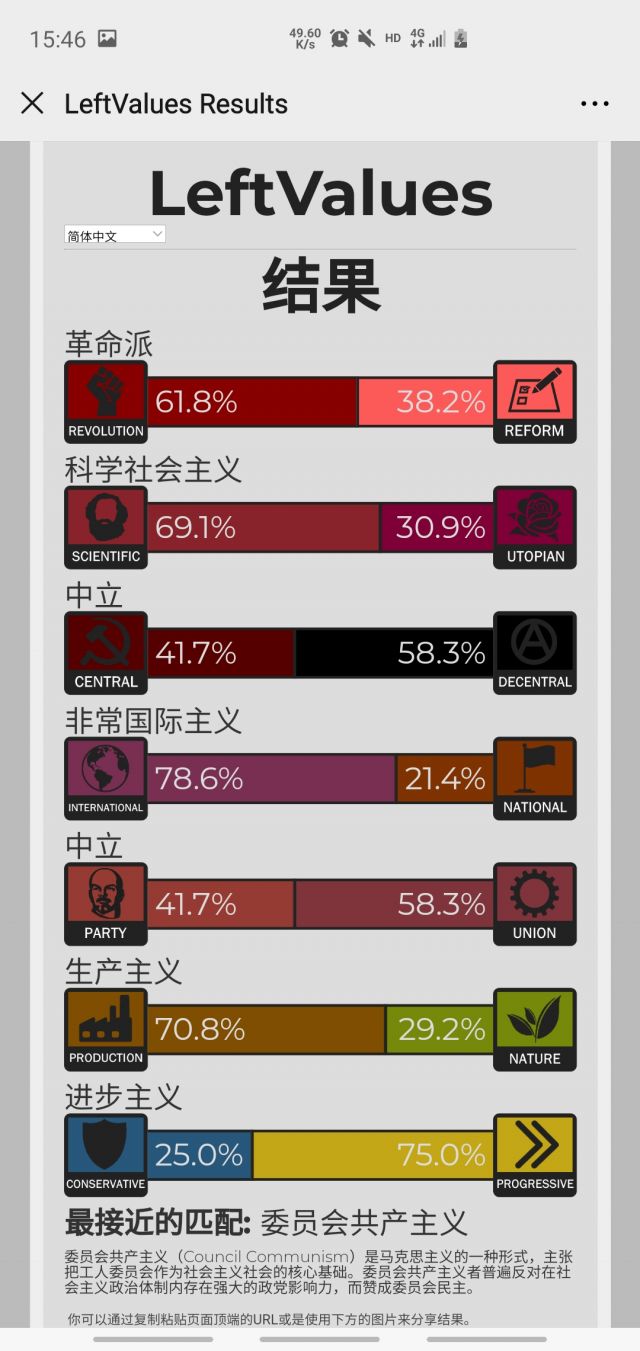 15:46
49.60 K/s
HD
4G
LeftValues Results
LeftValues
简体中文
结果
革命派
REVOLUTION
61.8%
38.2%
REFORM
科学社会主义
SCIENTIFIC
69.1%
30.9%
UTOPIAN
中立
CENTRAL
41.7%
58.3%
DECENTRAL
非常国际主义
INTERNATIONAL
78.6%
21.4%
NATIONAL
中立
PARTY
41.7%
58.3%
UNION
生产主义
PRODUCTION
70.8%
29.2%
NATURE
进步主义
CONSERVATIVE
25.0%
75.0%
PROGRESSIVE
最接近的匹配: 委员会共产主义
委员会共产主义（Council Communism）是马克思主义的一种形式，主张
把工人委员会作为社会主义社会的核心基础。委员会共产主义者普遍反对在社
会主义政治体制内存在强大的政党影响力，而赞成委员会民主。
你可以通过复制粘贴页面顶端的URL或是使用下方的图片来分享结果。